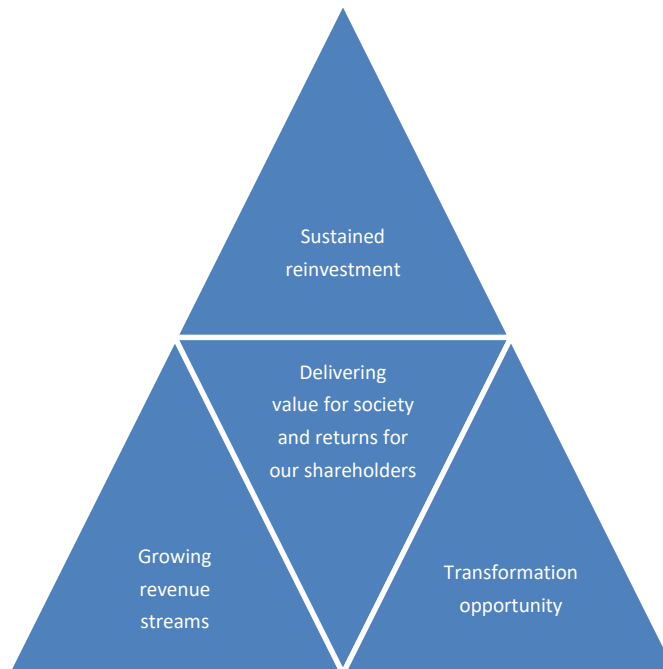 Sustained
reinvestment
Delivering
value for society
and returns for
our shareholders
Growing
revenue
streams
Transformation
opportunity